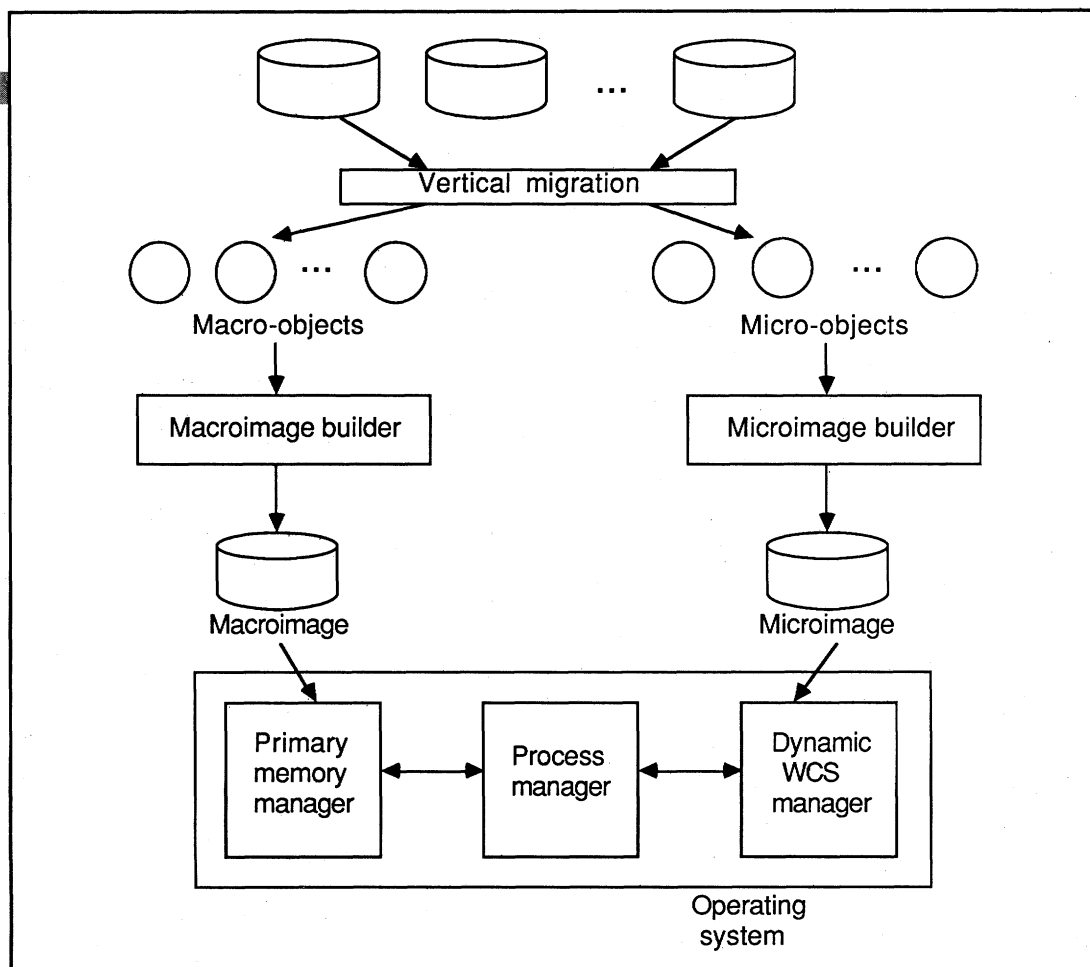 ...
Vertical migration
... ...
Macro-objects Micro-objects
Macroimage builder Microimage builder
Macroimage Microimage
Primary
memory
manager
Process
manager
Dynamic
WCS
manager
Operating
system